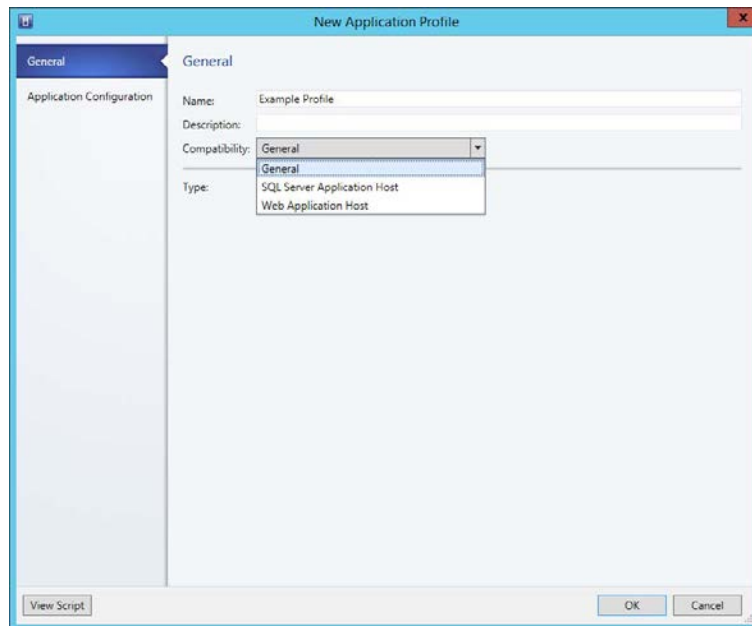 New Application Profile
x
General
Application Configuration
General
Name: Example Profile
Description:
Compatibility: General
General
SQL Server Application Host
Web Application Host
Type:
View Script
OK
Cancel